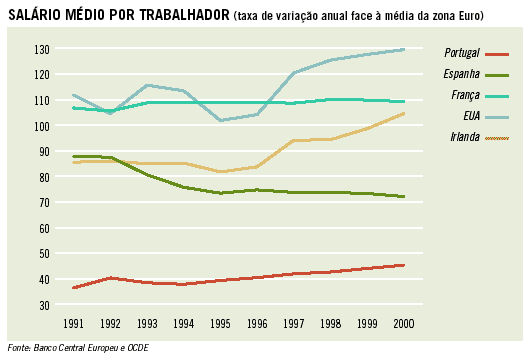 SALÁRIO MÉDIO POR TRABALHADOR (taxa de variação anual face à média da zona Euro)
130
120
110
100
90
80
70
60
50
40
30
1991 1992 1993 1994 1995 1996 1997 1998 1999 2000
Portugal
Espanha
França
EUA
Irlanda
Fonte: Banco Central Europeu e OCDE